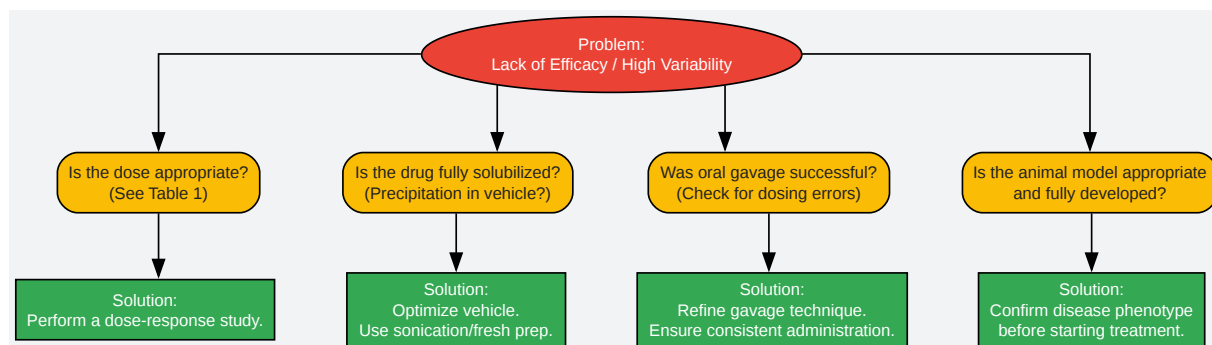 Problem:
Lack of Efficacy / High Variability
Is the dose appropriate?
(See Table 1)
Is the drug fully solubilized?
(Precipitation in vehicle?)
Was oral gavage successful?
(Check for dosing errors)
Is the animal model appropriate
and fully developed?
Solution:
Perform a dose-response study.
Solution:
Optimize vehicle.
Use sonication/fresh prep.
Solution:
Refine gavage technique.
Ensure consistent administration.
Solution:
Confirm disease phenotype
before starting treatment.